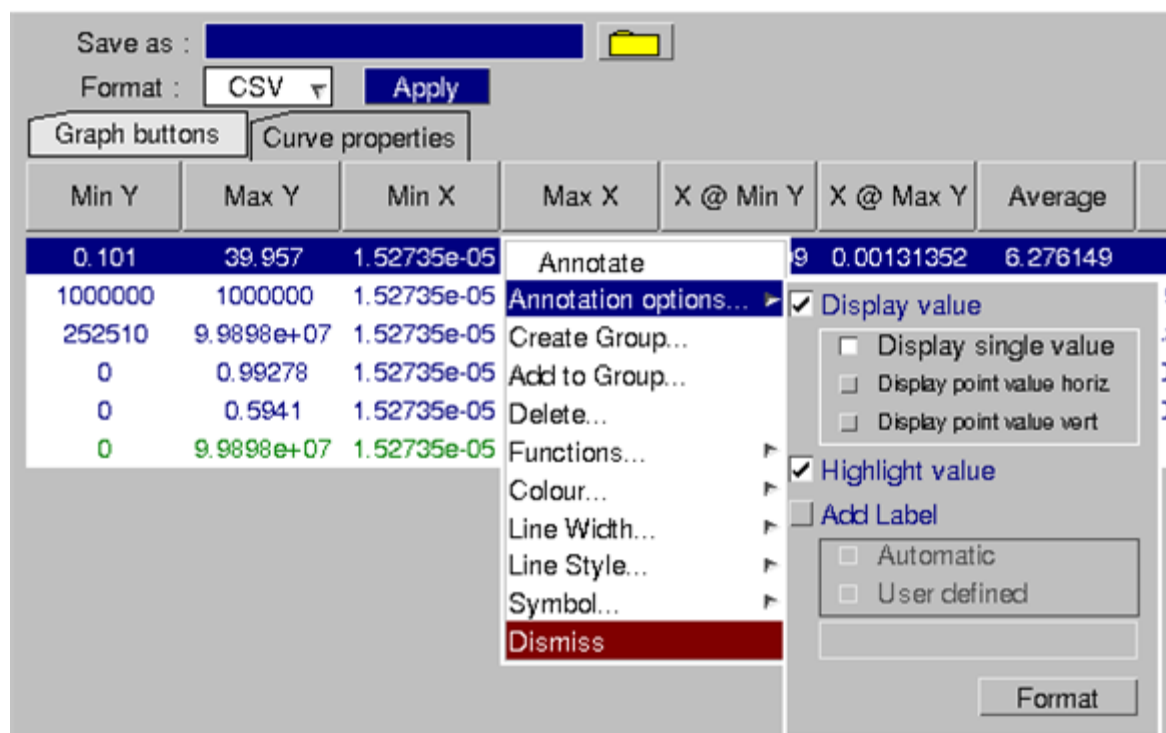 Save as :
Format : CSV Apply
Graph buttons Curve properties
Min Y Max Y Min X Max X X @ Min Y X @ Max Y Average
0.101 39.957 1.52735e-05 9 0.00131352 6.276149
Annotate
1000000 1000000 1.52735e-05 Annotation options... Display value
252510 9.9898e+07 1.52735e-05 Create Group... Display single value
0 0.99278 1.52735e-05 Add to Group... Display point value horiz
0 0.5941 1.52735e-05 Delete... Display point value vert
0 9.9898e+07 1.52735e-05 Functions... Highlight value
Colour...
Line Width... Add Label
Line Style... Automatic
Symbol... User defined
Dismiss
Format